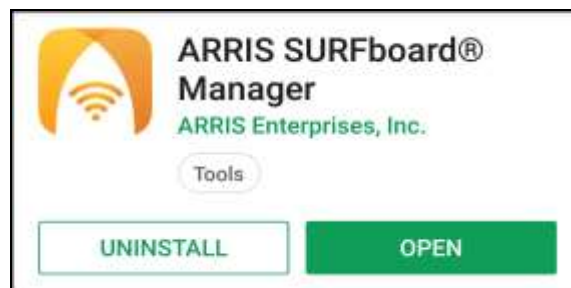 ARRIS SURFboard®
Manager
ARRIS Enterprises, Inc.
Tools
UNINSTALL
OPEN